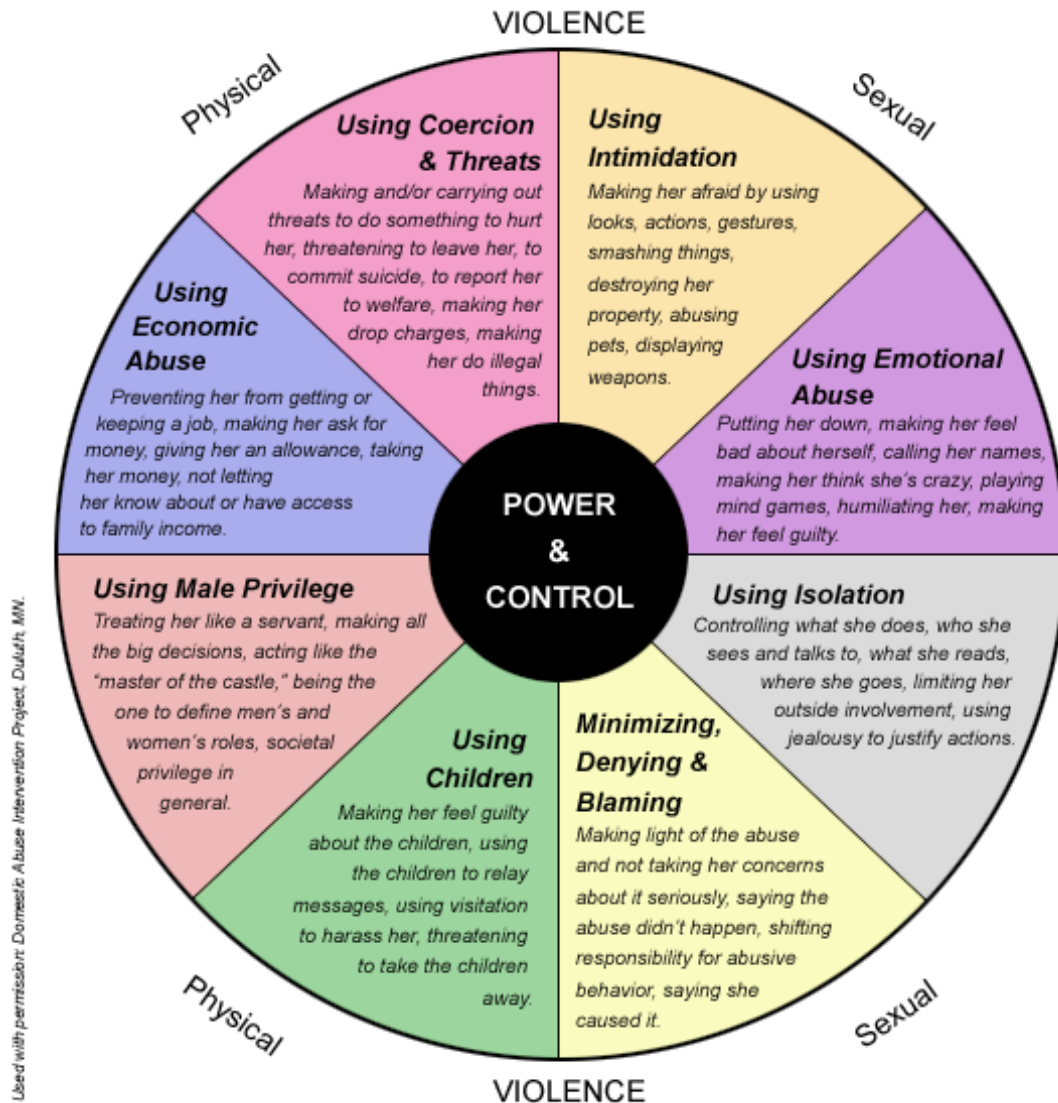 VIOLENCE
Physical
Sexual
Using Coercion
& Threats
Making and/or carrying out
threats to do something to hurt
her, threatening to leave her, to
commit suicide, to report her
to welfare, making her
drop charges, making
her do illegal
things.
Using
Intimidation
Making her afraid by using
looks, actions, gestures,
smashing things,
destroying her
property, abusing
pets, displaying
weapons.
Using Emotional
Abuse
Putting her down, making her feel
bad about herself, calling her names,
making her think she's crazy, playing
mind games, humiliating her, making
her feel guilty.
Using Isolation
Controlling what she does, who she
sees and talks to, what she reads,
where she goes, limiting her
outside involvement, using
jealousy to justify actions.
Minimizing,
Denying &
Blaming
Making light of the abuse
and not taking her concerns
about it seriously, saying the
abuse didn't happen, shifting
responsibility for abusive
behavior, saying she
caused it.
Using
Children
Making her feel guilty
about the children, using
the children to relay
messages, using visitation
to harass her, threatening
to take the children
away.
Using Male Privilege
Treating her like a servant, making all
the big decisions, acting like the
"master of the castle," being the
one to define men's and
women's roles, societal
privilege in
general.
Using
Economic
Abuse
Preventing her from getting or
keeping a job, making her ask for
money, giving her an allowance, taking
her money, not letting
her know about or have access
to family income.
POWER
&
CONTROL
Physical
Sexual
VIOLENCE
Used with permission: Domestic Abuse Intervention Project, Duluth, MN.